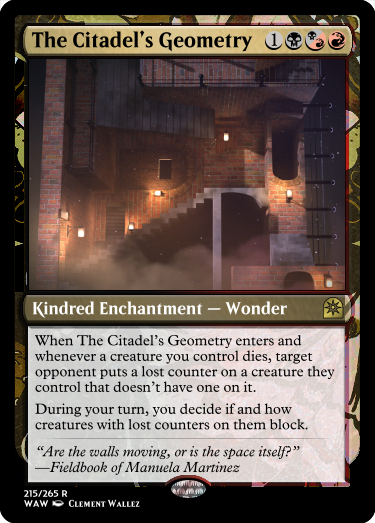 The Citadel's Geometry 1
Kindred Enchantment — Wonder
When The Citadel's Geometry enters and
whenever a creature you control dies, target
opponent puts a lost counter on a creature they
control that doesn't have one on it.
During your turn, you decide if and how
creatures with lost counters on them block.
“Are the walls moving, or is the space itself?”
—Fieldbook of Manuela Martinez
215/265 R
WAW Clement Wallez